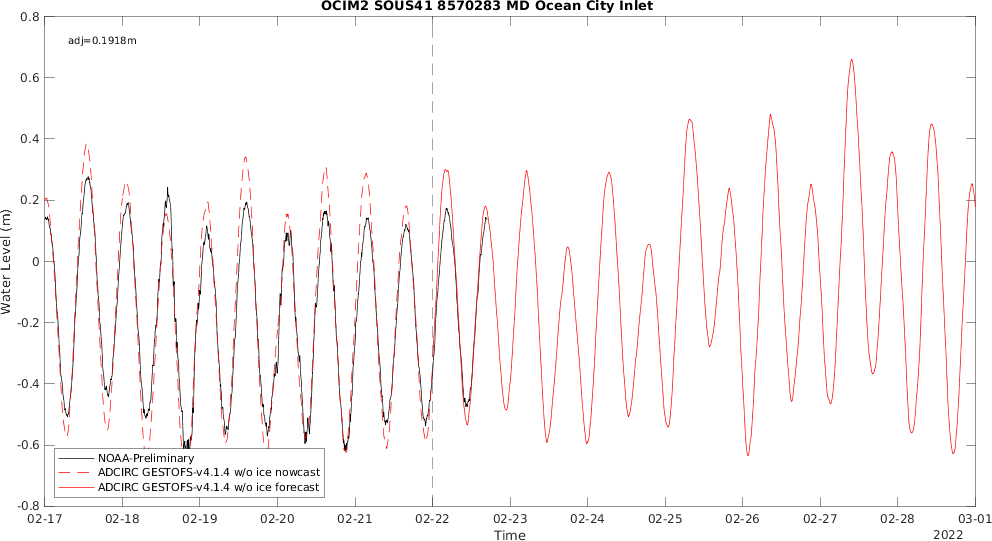 OCIM2 SOUS41 8570283 MD Ocean City Inlet
adj=0.1918m
0.8
0.6
0.4
0.2
0
-0.2
-0.4
-0.6
-0.8
Water Level (m)
NOAA-Preliminary
ADCIRC GESTOFS-v4.1.4 w/o ice nowcast
ADCIRC GESTOFS-v4.1.4 w/o ice forecast
02-17 02-18 02-19 02-20 02-21 02-22 02-23 02-24 02-25 02-26 02-27 02-28 03-01
Time
2022